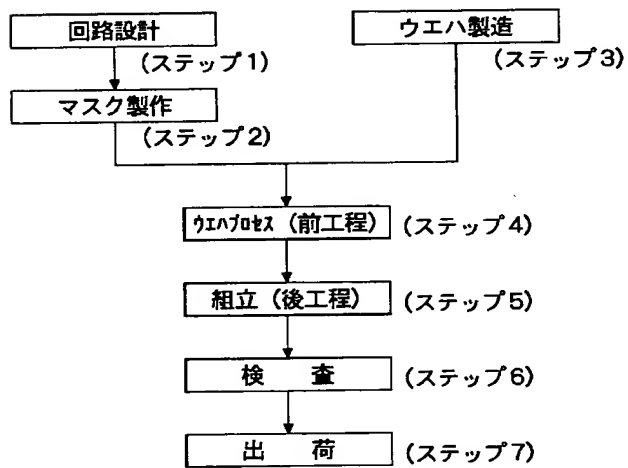 回路設計
(ステップ1)
ウエハ製造
(ステップ3)
マスク製作
(ステップ2)
ｳｴﾊﾌﾟﾛｾｽ (前工程)
(ステップ4)
組立 (後工程)
(ステップ5)
検　査
(ステップ6)
出　荷
(ステップ7)